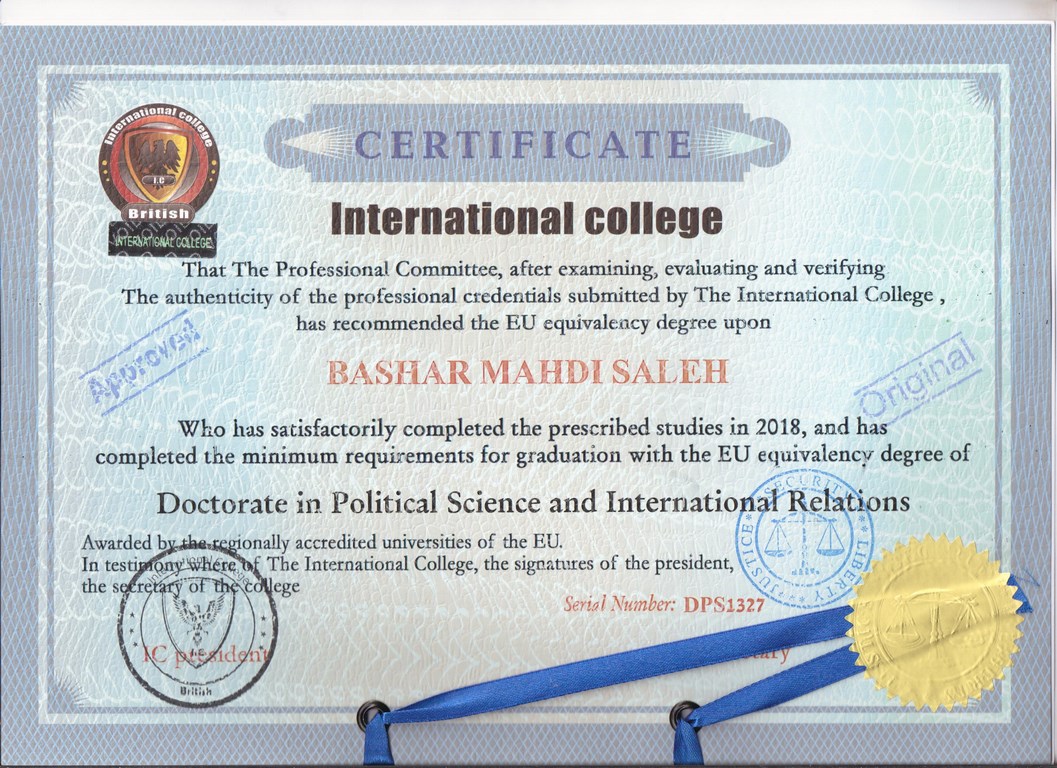 International college
I.C
British
INTERNATIONAL COLLEGE
CERTIFICATE
International college
That The Professional Committee, after examining, evaluating and verifying
The authenticity of the professional credentials submitted by The International College ,
has recommended the EU equivalency degree upon
Approved
BASHAR MAHDI SALEH
Original
Who has satisfactorily completed the prescribed studies in 2018, and has
completed the minimum requirements for graduation with the EU equivalency degree of
Doctorate in Political Science and International Relations
SECURITY
JUSTICE
LIBERTY
Awarded by the regionally accredited universities of the EU.
In testimony where of The International College, the signatures of the president,
the secretary of the college
Serial Number: DPS1327
IC president
British